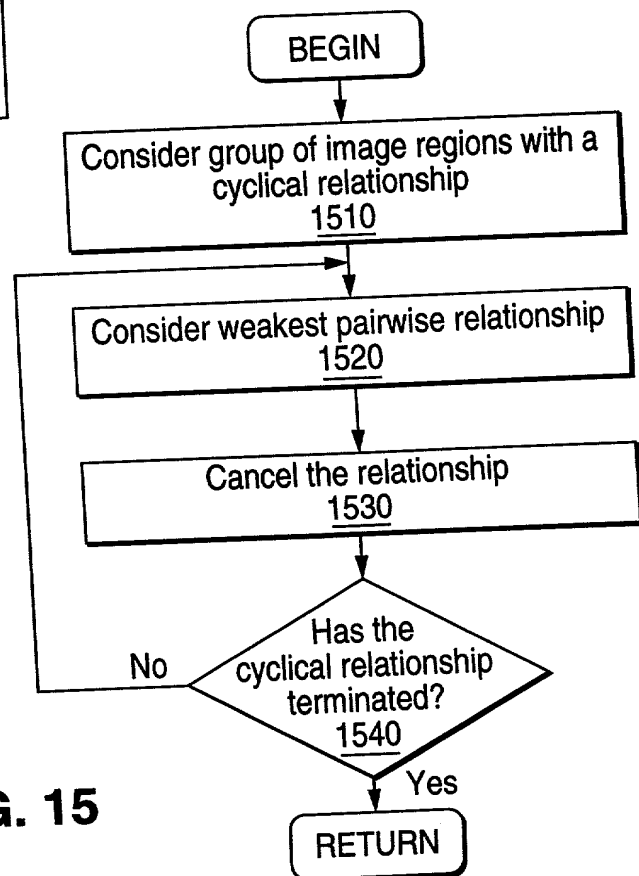 BEGIN
Consider group of image regions with a
cyclical relationship
1510
Consider weakest pairwise relationship
1520
Cancel the relationship
1530
Has the
cyclical relationship
terminated?
1540
No
Yes
RETURN
G. 15